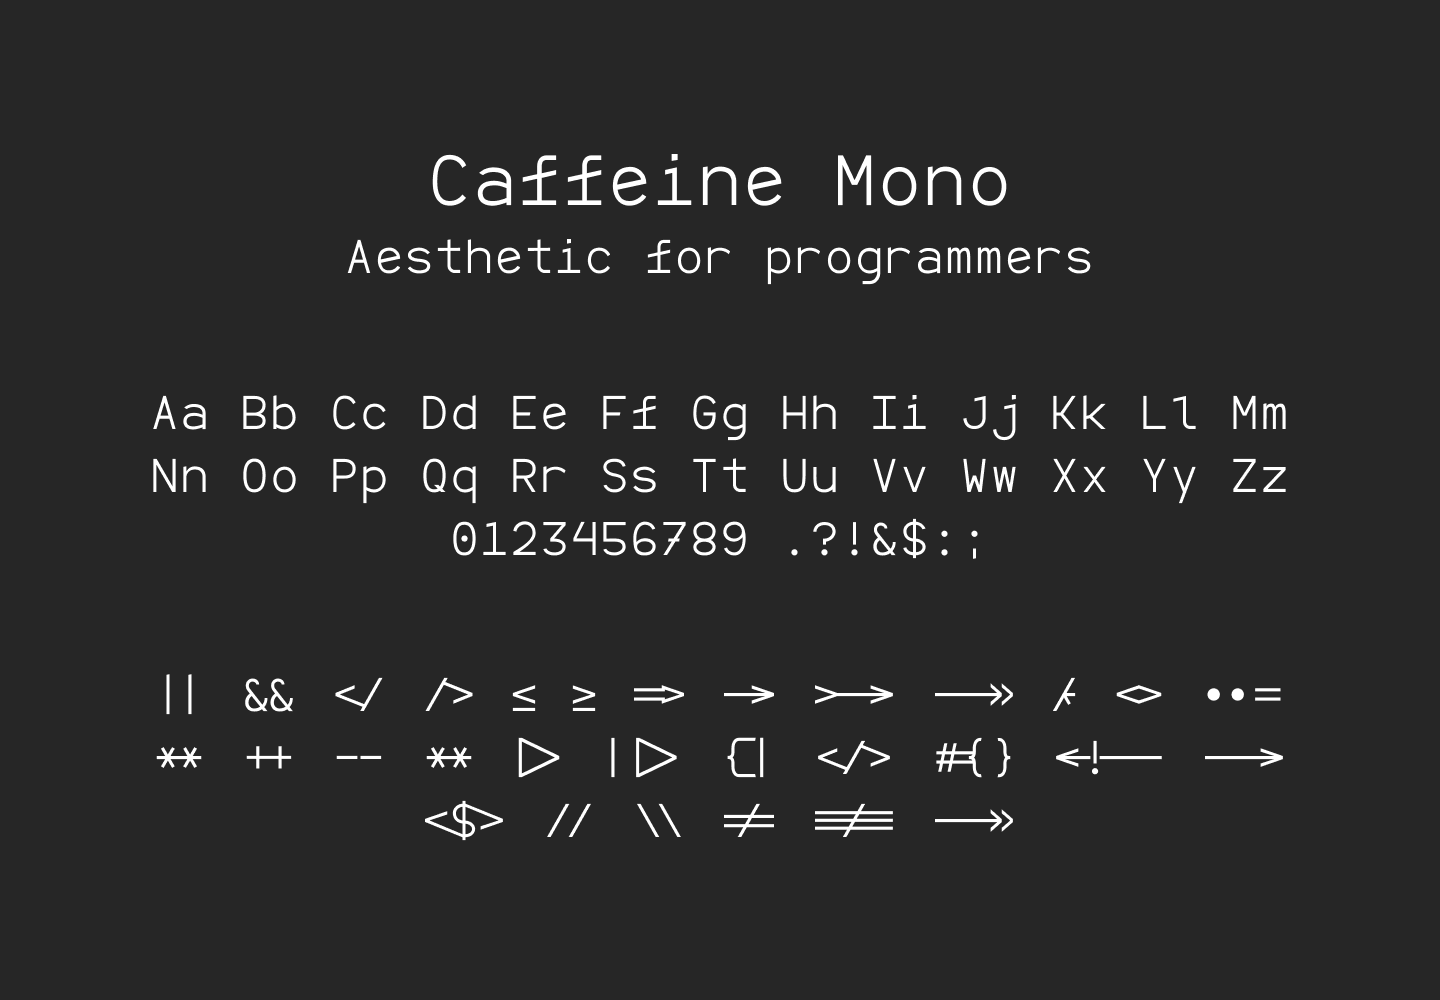 Caffeine Mono
Aesthetic for programmers
Aa Bb Cc Dd Ee Ff Gg Hh Ii Jj Kk Ll Mm
Nn Oo Pp Qq Rr Ss Tt Uu Vv Ww Xx Yy Zz
0123456789 .?!&$:;
|| && </ /> <= >= => -> >-> ->> /< <> ..=
** ++ -- ** |> ||> {| </> #{} <!-- -->
<$> // \\ != !== ->>